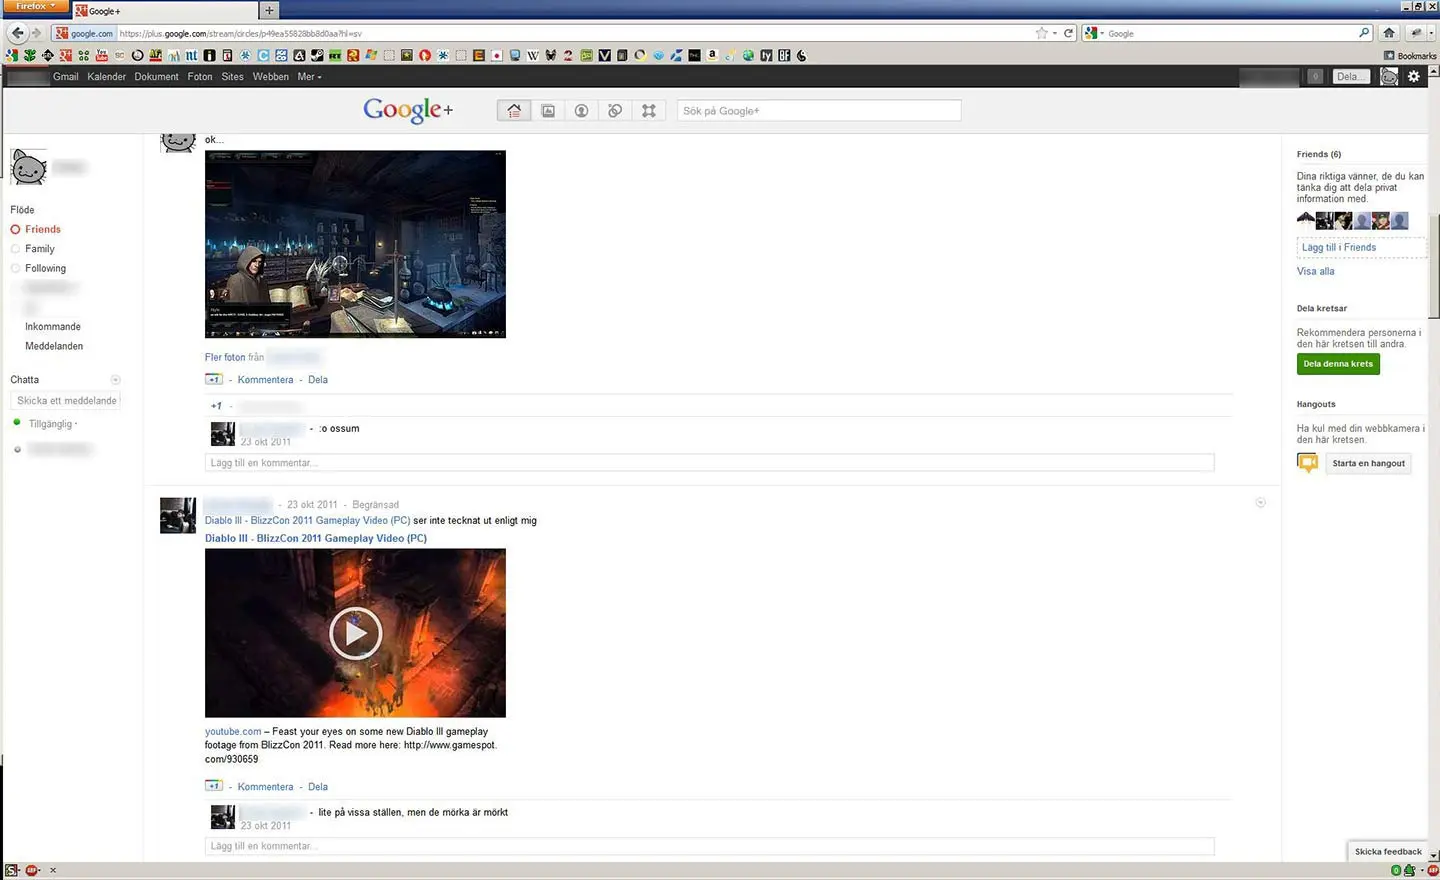 Firefox
Google+
google.com
https://plus.google.com/stream/circles/p49ea55828bb8d0aa?hl=sv
Google
Bookmarks
Gmail Kalender Dokument Foton Sites Webben Mer
Dela...
Google+
Sök på Google+
Flöde
Friends
Family
Following
Inkommande
Meddelanden
Chatta
Skicka ett meddelande
Tillgänglig
ok...
Fler foton från
+1 - Kommentera - Dela
+1 -
- :o ossum
23 okt 2011
Lägg till en kommentar...
- 23 okt 2011 - Begränsad
Diablo III - BlizzCon 2011 Gameplay Video (PC) ser inte tecknat ut enligt mig
Diablo III - BlizzCon 2011 Gameplay Video (PC)
youtube.com – Feast your eyes on some new Diablo III gameplay
footage from BlizzCon 2011. Read more here: http://www.gamespot.
com/930659
+1 - Kommentera - Dela
- lite på vissa ställen, men de mörka är mörkt
23 okt 2011
Lägg till en kommentar...
Friends (6)
Dina riktiga vänner, de du kan
tänka dig att dela privat
information med.
Lägg till i Friends
Visa alla
Dela kretsar
Rekommendera personerna i
den här kretsen till andra.
Dela denna krets
Hangouts
Ha kul med din webbkamera i
den här kretsen.
Starta en hangout
Skicka feedback